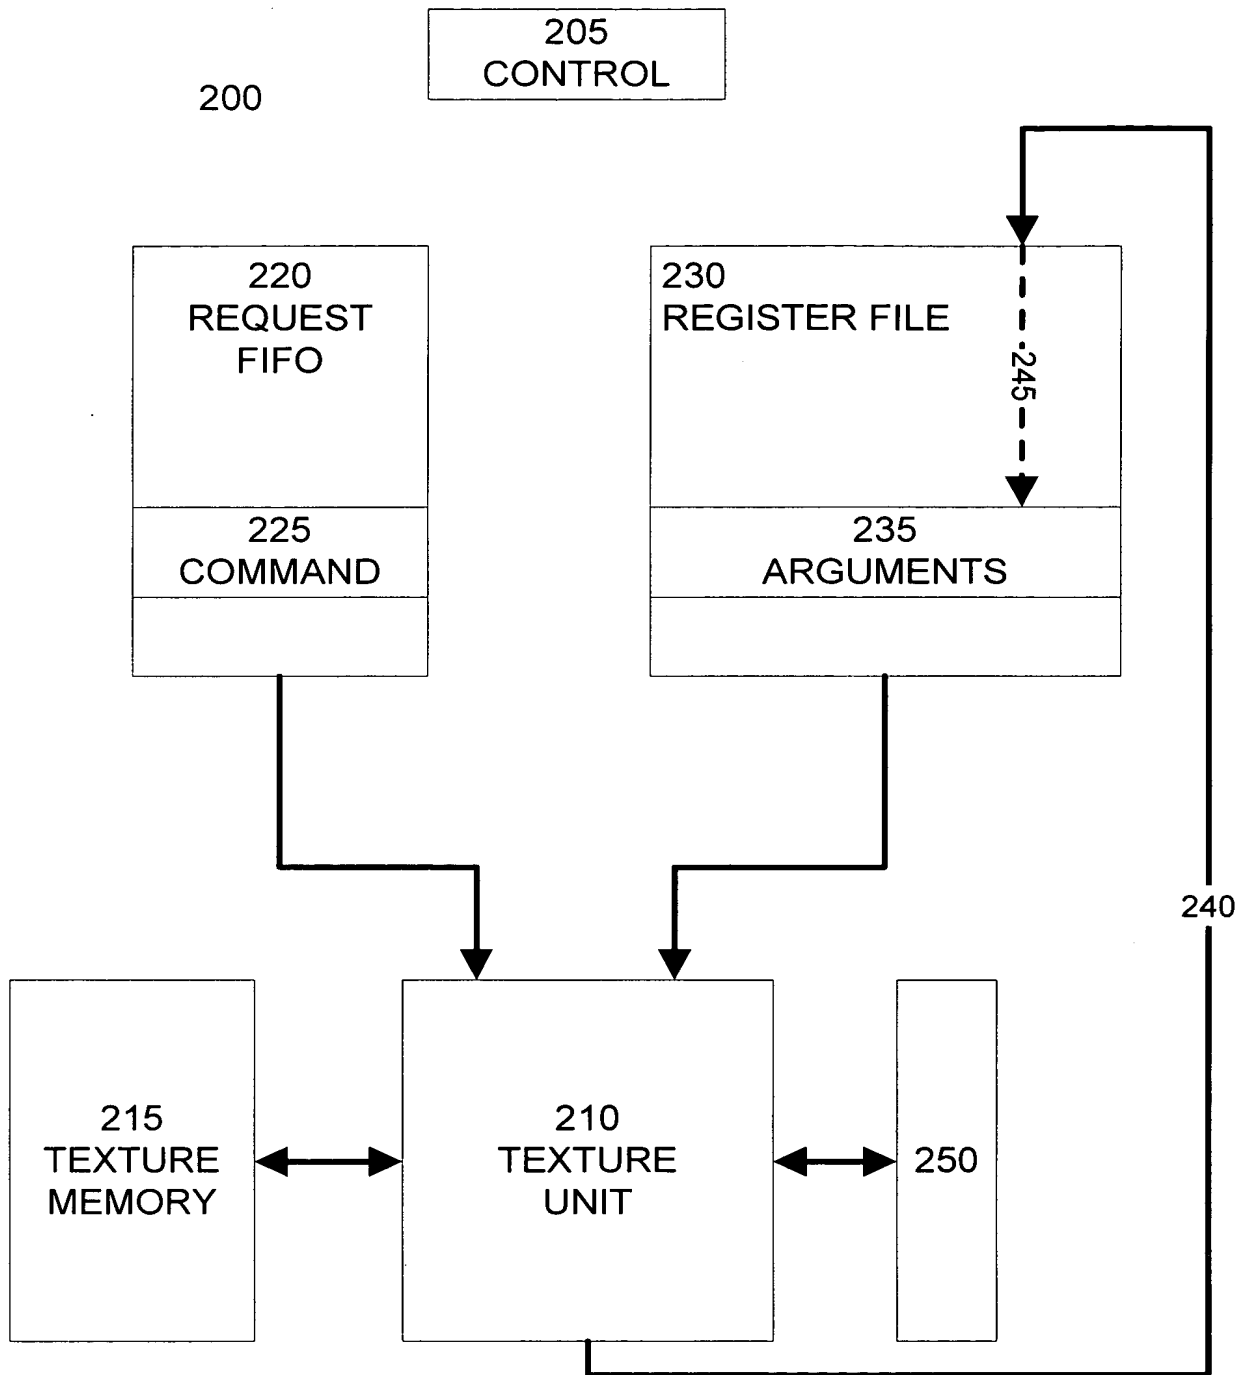 205
CONTROL
200
220
REQUEST
FIFO
230
REGISTER FILE
245
225
COMMAND
235
ARGUMENTS
240
215
TEXTURE
MEMORY
210
TEXTURE
UNIT
250